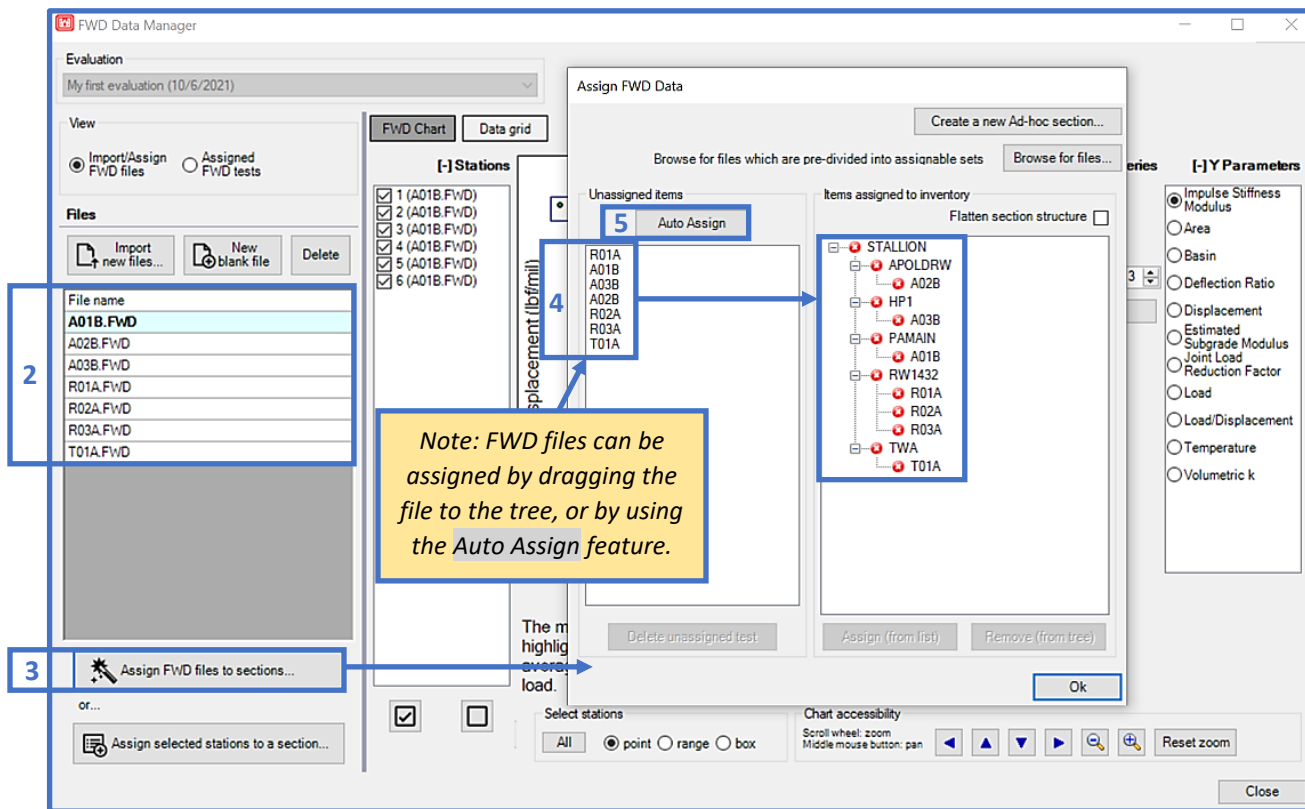 FWD Data Manager
Evaluation
My first evaluation (10/6/2021)
View
Import/Assign
FWD files
Assigned
FWD tests
Files
Import
new files...
New
blank file
Delete
2
File name
A01B.FWD
A02B.FWD
A03B.FWD
R01A.FWD
R02A.FWD
R03A.FWD
T01A.FWD
3
Assign FWD files to sections...
or...
Assign selected stations to a section...
FWD Chart
Data grid
[-] Stations
1 (A01B.FWD)
2 (A01B.FWD)
3 (A01B.FWD)
4 (A01B.FWD)
5 (A01B.FWD)
6 (A01B.FWD)
placement (lbf/mil)
Assign FWD Data
Create a new Ad-hoc section...
Browse for files which are pre-divided into assignable sets
Browse for files...
Unassigned items
5
Auto Assign
4
R01A
A01B
A03B
A02B
R02A
R03A
T01A
Delete unassigned test
Items assigned to inventory
Flatten section structure
STALLION
APOLDRW
A02B
HP1
A03B
PAMAIN
A01B
RW1432
R01A
R02A
R03A
TWA
T01A
Assign (from list)
Remove (from tree)
Ok
Note: FWD files can be
assigned by dragging the
file to the tree, or by using
the Auto Assign feature.
The m
highlig
averag
load.
Select stations
All
point
range
box
Chart accessibility
Scroll wheel: zoom
Middle mouse button: pan
Reset zoom
eries
3
[-] Y Parameters
Impulse Stiffness
Modulus
Area
Basin
Deflection Ratio
Displacement
Estimated
Subgrade Modulus
Joint Load
Reduction Factor
Load
Load/Displacement
Temperature
Volumetric k
Close